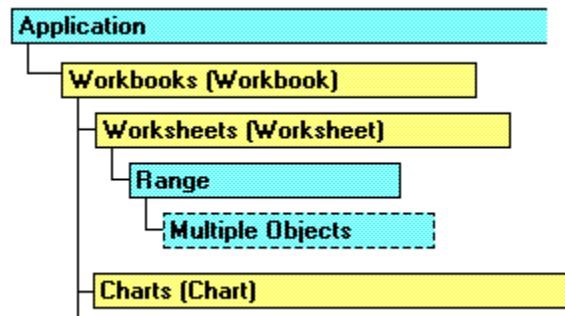 Application
Workbooks (Workbook)
Worksheets (Worksheet)
Range
Multiple Objects
Charts (Chart)